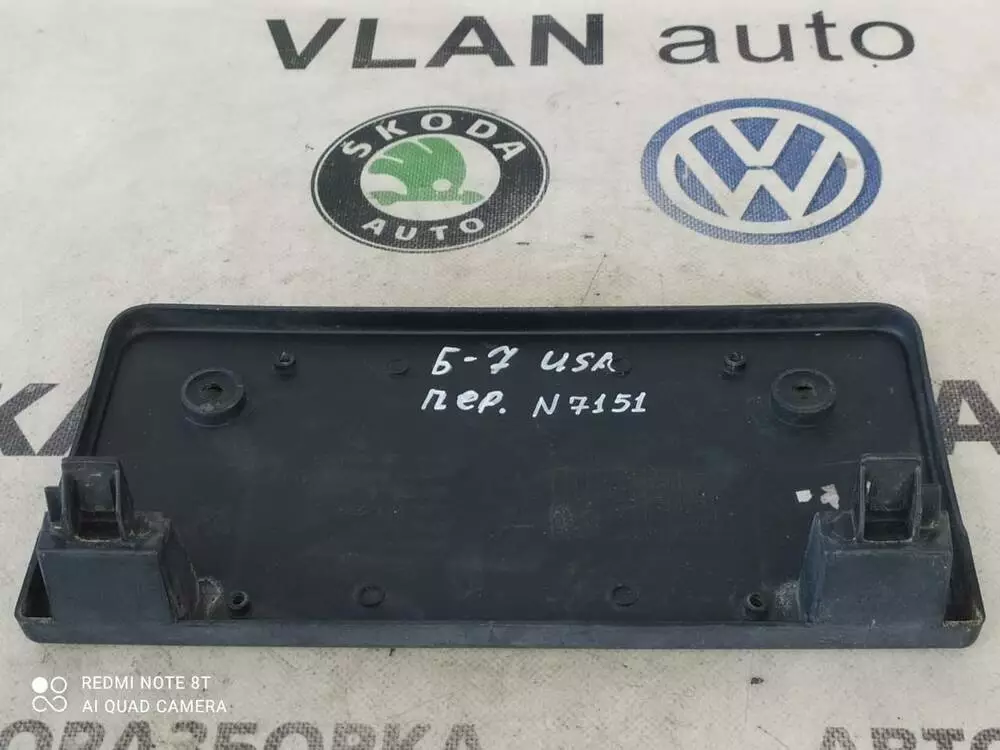 VLAN auto
ŠKODA
AUTO
Б-7 USA
пер. N7151
REDMI NOTE 8T
AI QUAD CAMERA